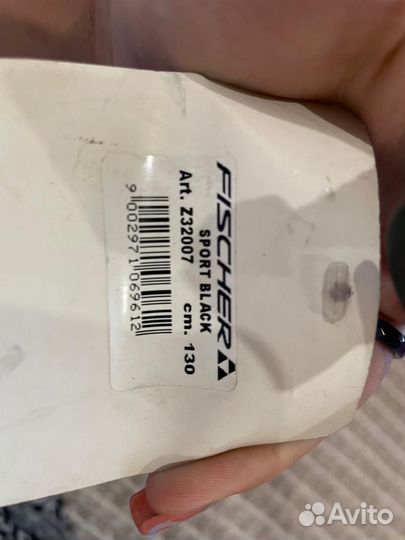 FISCHER
SPORT BLACK
Art. Z32007 cm. 130
9 002971 069612
Avito